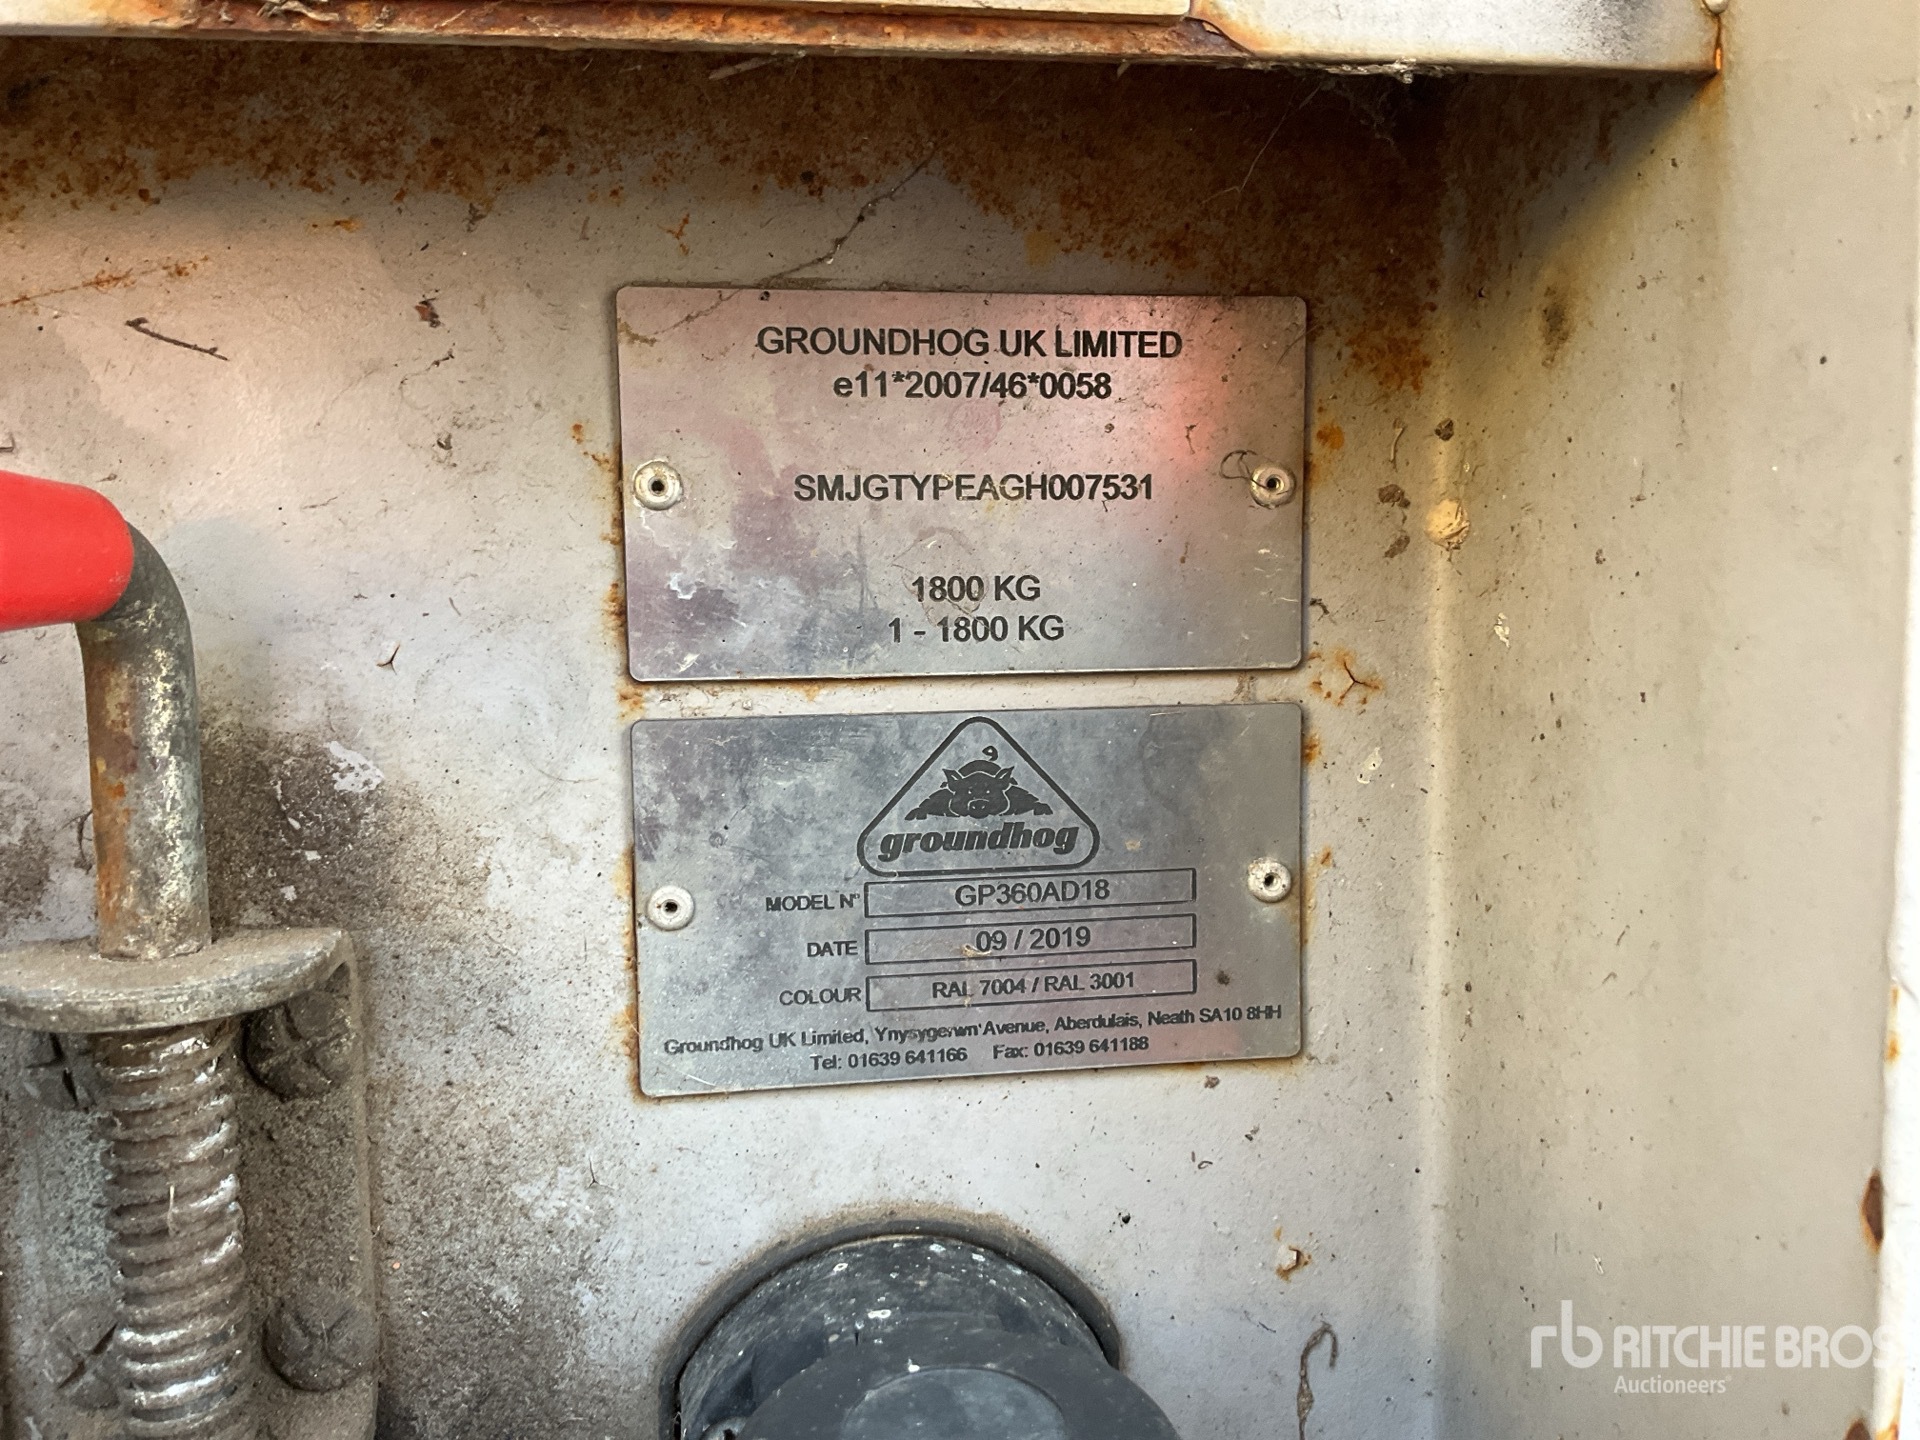 GROUNDHOG UK LIMITED
e11*2007/46*0058
SMJGTYPEAGH007531
1800 KG
1 - 1800 KG
groundhog
MODEL Nº GP360AD18
DATE 09 / 2019
COLOUR RAL 7004 / RAL 3001
Groundhog UK Limited, Ynysygerwn Avenue, Aberdulais, Neath SA10 8HH
Tel: 01639 641166 Fax: 01639 641188
rb RITCHIE BROS
Auctioneers